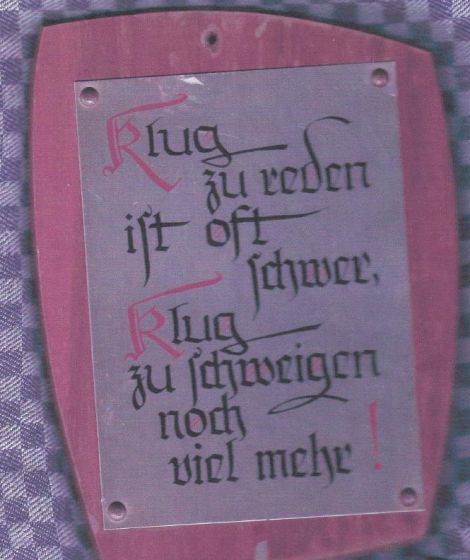 Klug
zu reden
ist oft
schwer,
Klug
zu schweigen
noch
viel mehr!